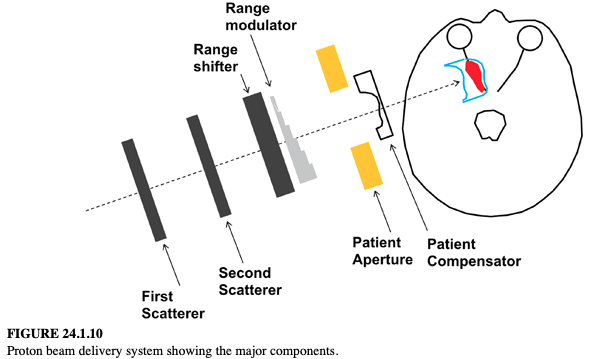 Range
modulator
Range
shifter
First
Scatterer
Second
Scatterer
Patient
Aperture
Patient
Compensator
FIGURE 24.1.10
Proton beam delivery system showing the major components.